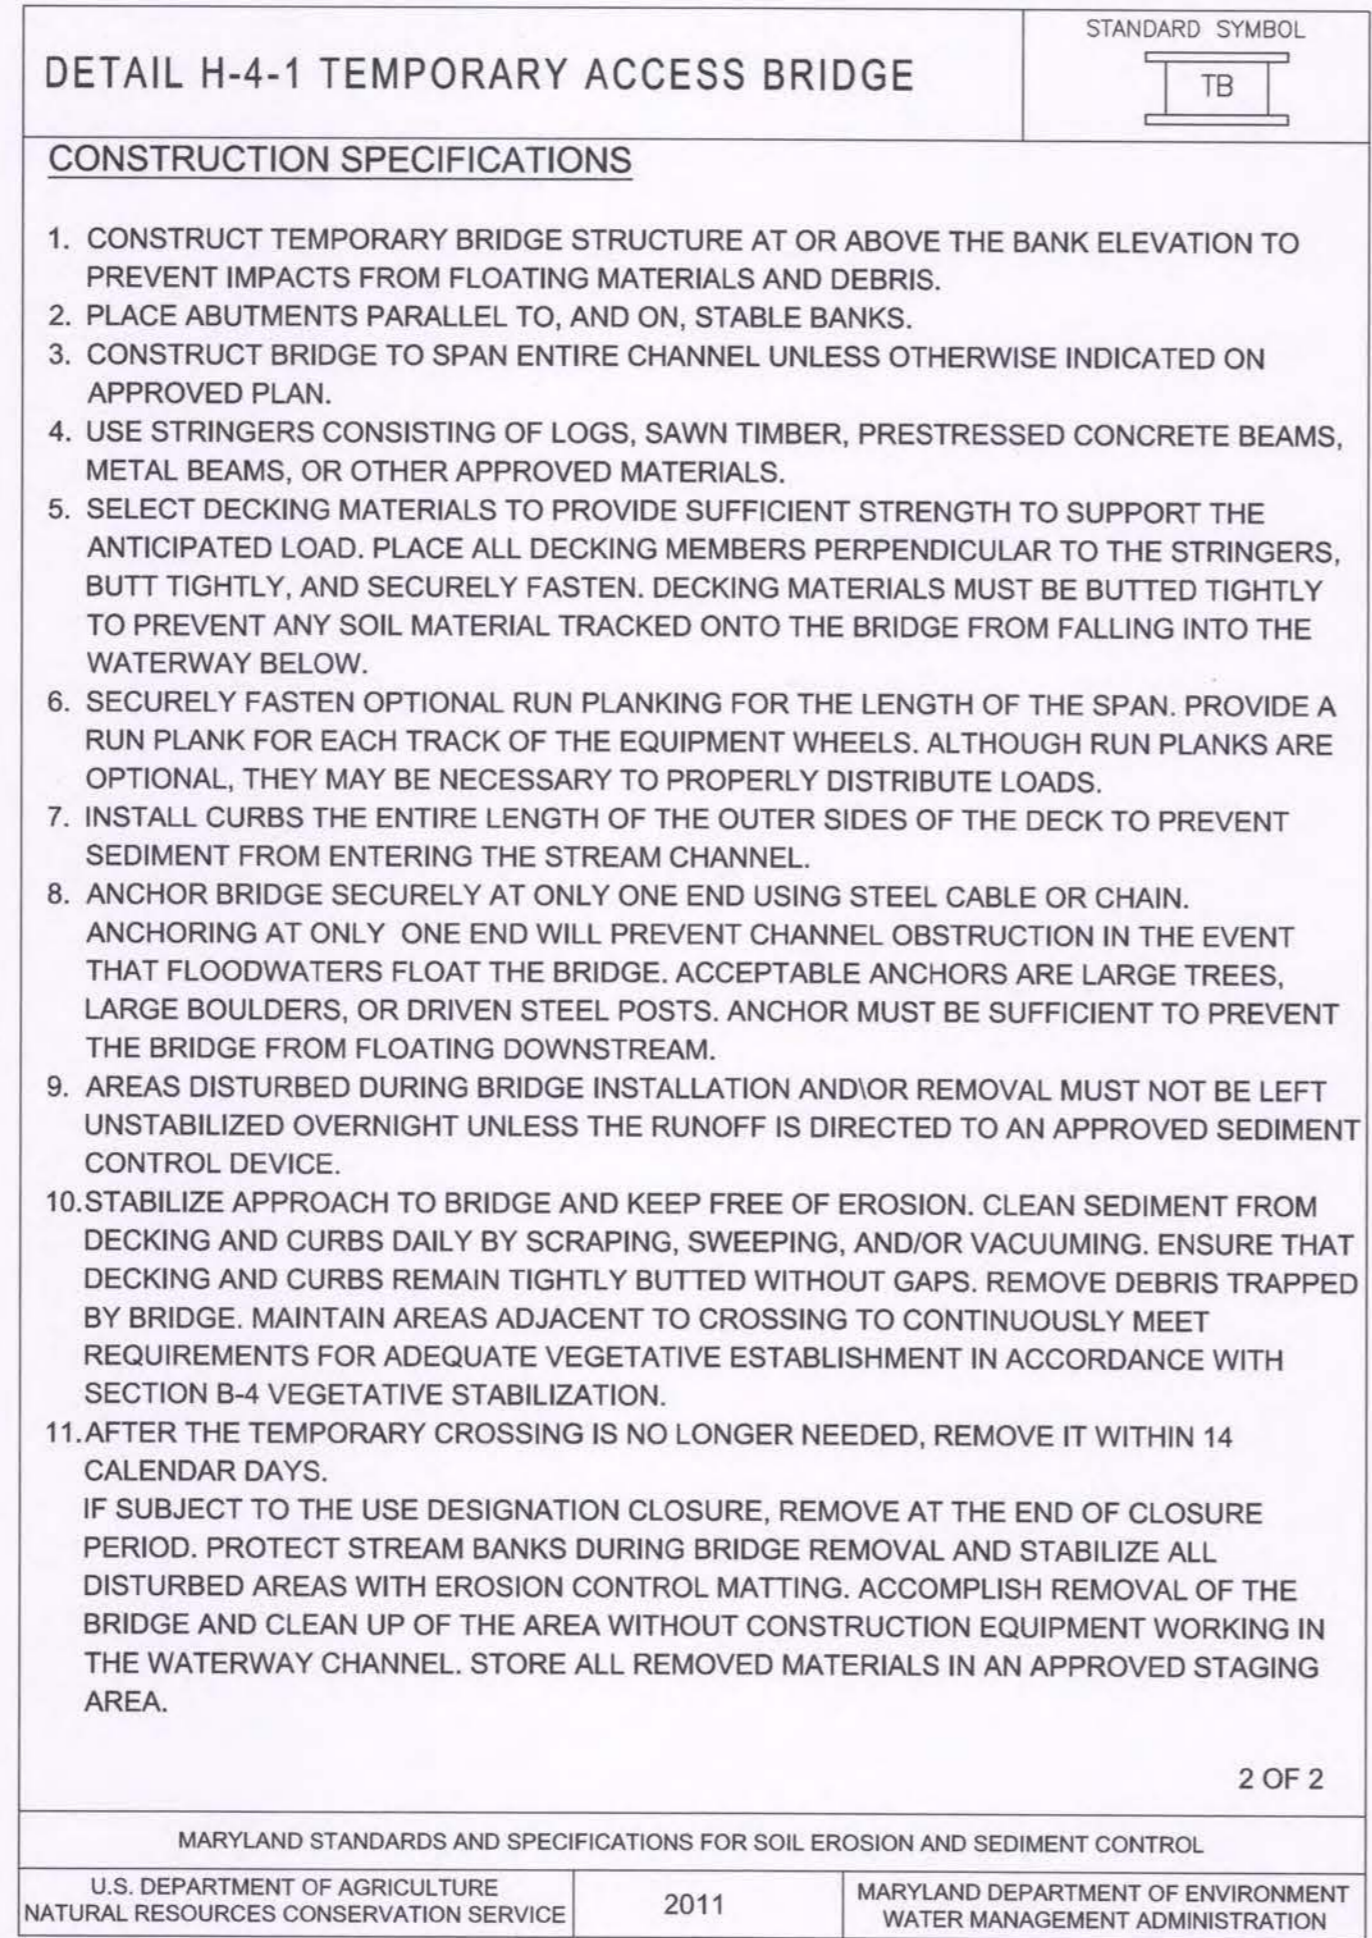 DETAIL H-4-1 TEMPORARY ACCESS BRIDGE
STANDARD SYMBOL
TB
CONSTRUCTION SPECIFICATIONS
1. CONSTRUCT TEMPORARY BRIDGE STRUCTURE AT OR ABOVE THE BANK ELEVATION TO
PREVENT IMPACTS FROM FLOATING MATERIALS AND DEBRIS.
2. PLACE ABUTMENTS PARALLEL TO, AND ON, STABLE BANKS.
3. CONSTRUCT BRIDGE TO SPAN ENTIRE CHANNEL UNLESS OTHERWISE INDICATED ON
APPROVED PLAN.
4. USE STRINGERS CONSISTING OF LOGS, SAWN TIMBER, PRESTRESSED CONCRETE BEAMS,
METAL BEAMS, OR OTHER APPROVED MATERIALS.
5. SELECT DECKING MATERIALS TO PROVIDE SUFFICIENT STRENGTH TO SUPPORT THE
ANTICIPATED LOAD. PLACE ALL DECKING MEMBERS PERPENDICULAR TO THE STRINGERS,
BUTT TIGHTLY, AND SECURELY FASTEN. DECKING MATERIALS MUST BE BUTTED TIGHTLY
TO PREVENT ANY SOIL MATERIAL TRACKED ONTO THE BRIDGE FROM FALLING INTO THE
WATERWAY BELOW.
6. SECURELY FASTEN OPTIONAL RUN PLANKING FOR THE LENGTH OF THE SPAN. PROVIDE A
RUN PLANK FOR EACH TRACK OF THE EQUIPMENT WHEELS. ALTHOUGH RUN PLANKS ARE
OPTIONAL, THEY MAY BE NECESSARY TO PROPERLY DISTRIBUTE LOADS.
7. INSTALL CURBS THE ENTIRE LENGTH OF THE OUTER SIDES OF THE DECK TO PREVENT
SEDIMENT FROM ENTERING THE STREAM CHANNEL.
8. ANCHOR BRIDGE SECURELY AT ONLY ONE END USING STEEL CABLE OR CHAIN.
ANCHORING AT ONLY ONE END WILL PREVENT CHANNEL OBSTRUCTION IN THE EVENT
THAT FLOODWATERS FLOAT THE BRIDGE. ACCEPTABLE ANCHORS ARE LARGE TREES,
LARGE BOULDERS, OR DRIVEN STEEL POSTS. ANCHOR MUST BE SUFFICIENT TO PREVENT
THE BRIDGE FROM FLOATING DOWNSTREAM.
9. AREAS DISTURBED DURING BRIDGE INSTALLATION AND\OR REMOVAL MUST NOT BE LEFT
UNSTABILIZED OVERNIGHT UNLESS THE RUNOFF IS DIRECTED TO AN APPROVED SEDIMENT
CONTROL DEVICE.
10.STABILIZE APPROACH TO BRIDGE AND KEEP FREE OF EROSION. CLEAN SEDIMENT FROM
DECKING AND CURBS DAILY BY SCRAPING, SWEEPING, AND/OR VACUUMING. ENSURE THAT
DECKING AND CURBS REMAIN TIGHTLY BUTTED WITHOUT GAPS. REMOVE DEBRIS TRAPPED
BY BRIDGE. MAINTAIN AREAS ADJACENT TO CROSSING TO CONTINUOUSLY MEET
REQUIREMENTS FOR ADEQUATE VEGETATIVE ESTABLISHMENT IN ACCORDANCE WITH
SECTION B-4 VEGETATIVE STABILIZATION.
11.AFTER THE TEMPORARY CROSSING IS NO LONGER NEEDED, REMOVE IT WITHIN 14
CALENDAR DAYS.
IF SUBJECT TO THE USE DESIGNATION CLOSURE, REMOVE AT THE END OF CLOSURE
PERIOD. PROTECT STREAM BANKS DURING BRIDGE REMOVAL AND STABILIZE ALL
DISTURBED AREAS WITH EROSION CONTROL MATTING. ACCOMPLISH REMOVAL OF THE
BRIDGE AND CLEAN UP OF THE AREA WITHOUT CONSTRUCTION EQUIPMENT WORKING IN
THE WATERWAY CHANNEL. STORE ALL REMOVED MATERIALS IN AN APPROVED STAGING
AREA.
2 OF 2
MARYLAND STANDARDS AND SPECIFICATIONS FOR SOIL EROSION AND SEDIMENT CONTROL
U.S. DEPARTMENT OF AGRICULTURE
NATURAL RESOURCES CONSERVATION SERVICE
2011
MARYLAND DEPARTMENT OF ENVIRONMENT
WATER MANAGEMENT ADMINISTRATION